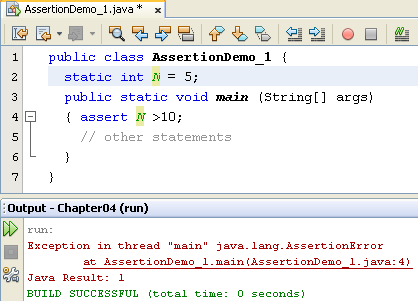 AssertionDemo_1.java *
1 public class AssertionDemo_1 {
2 static int N = 5;
3 public static void main (String[] args)
4 { assert N >10;
5 // other statements
6 }
7 }
Output - Chapter04 (run)
run:
Exception in thread "main" java.lang.AssertionError
at AssertionDemo_1.main(AssertionDemo_1.java:4)
Java Result: 1
BUILD SUCCESSFUL (total time: 0 seconds)